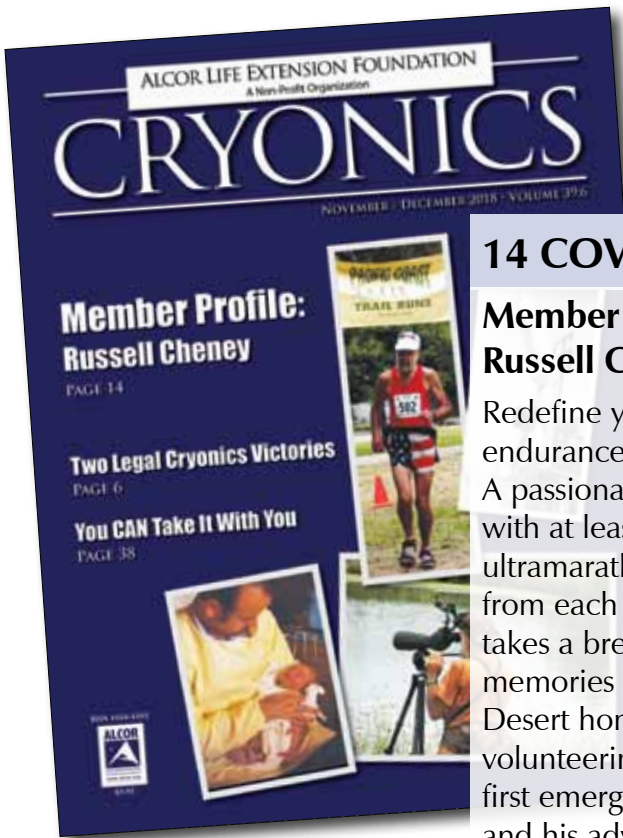 ALCOR LIFE EXTENSION FOUNDATION
A Non-Profit Organization
CRYONICS
NOVEMBER - DECEMBER 2018 • VOLUME 39:6
Member Profile:
Russell Cheney
PAGE 14
Two Legal Cryonics Victories
PAGE 6
You CAN Take It With You
PAGE 38
PACIFIC COAST
TRAIL RUNS
502
ALCOR
14 COV
Member
Russell C
Redefine y
endurance
A passiona
with at leas
ultramarath
from each
takes a bre
memories
Desert hor
volunteerin
first emerg
and his adv